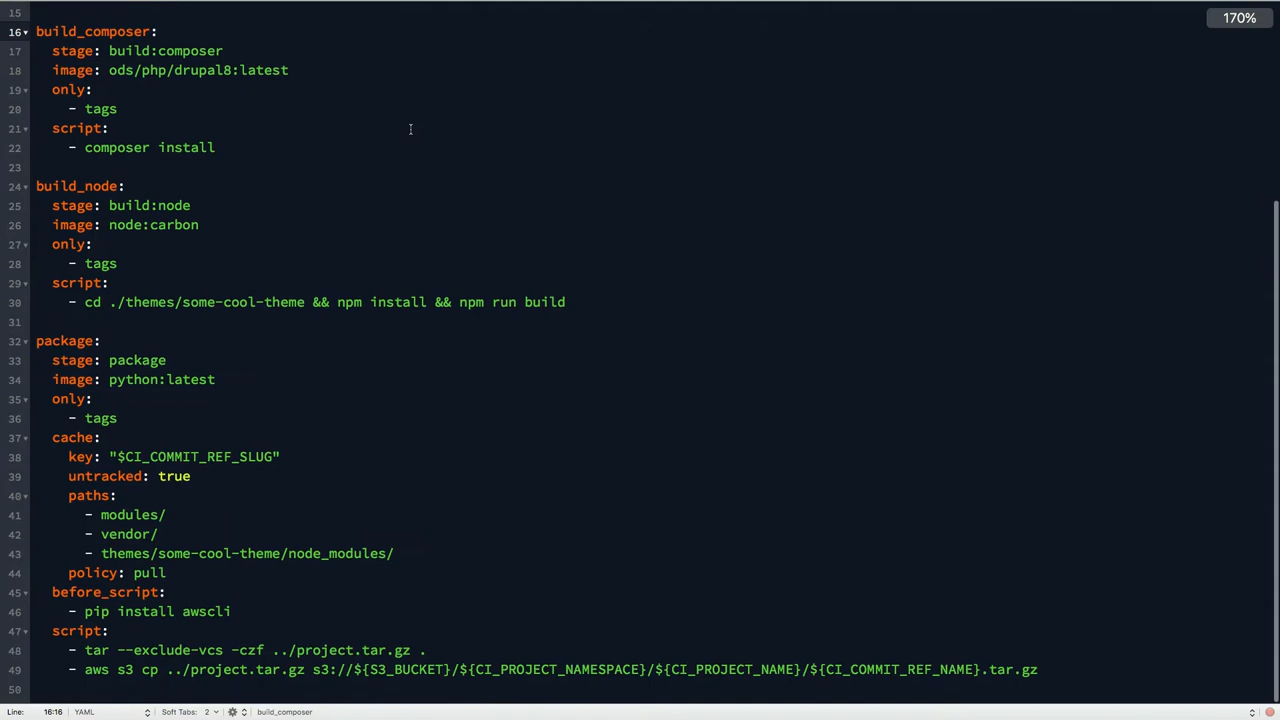 170%
15
16 build_composer:
17   stage: build:composer
18   image: ods/php/drupal8:latest
19   only:
20     - tags
21   script:
22     - composer install
23
24 build_node:
25   stage: build:node
26   image: node:carbon
27   only:
28     - tags
29   script:
30     - cd ./themes/some-cool-theme && npm install && npm run build
31
32 package:
33   stage: package
34   image: python:latest
35   only:
36     - tags
37   cache:
38     key: "$CI_COMMIT_REF_SLUG"
39     untracked: true
40     paths:
41       - modules/
42       - vendor/
43       - themes/some-cool-theme/node_modules/
44     policy: pull
45   before_script:
46     - pip install awscli
47   script:
48     - tar --exclude-vcs -czf ../project.tar.gz .
49     - aws s3 cp ../project.tar.gz s3://${S3_BUCKET}/${CI_PROJECT_NAMESPACE}/${CI_PROJECT_NAME}/${CI_COMMIT_REF_NAME}.tar.gz
50
Line: 16:16 YAML Soft Tabs: 2 build_composer